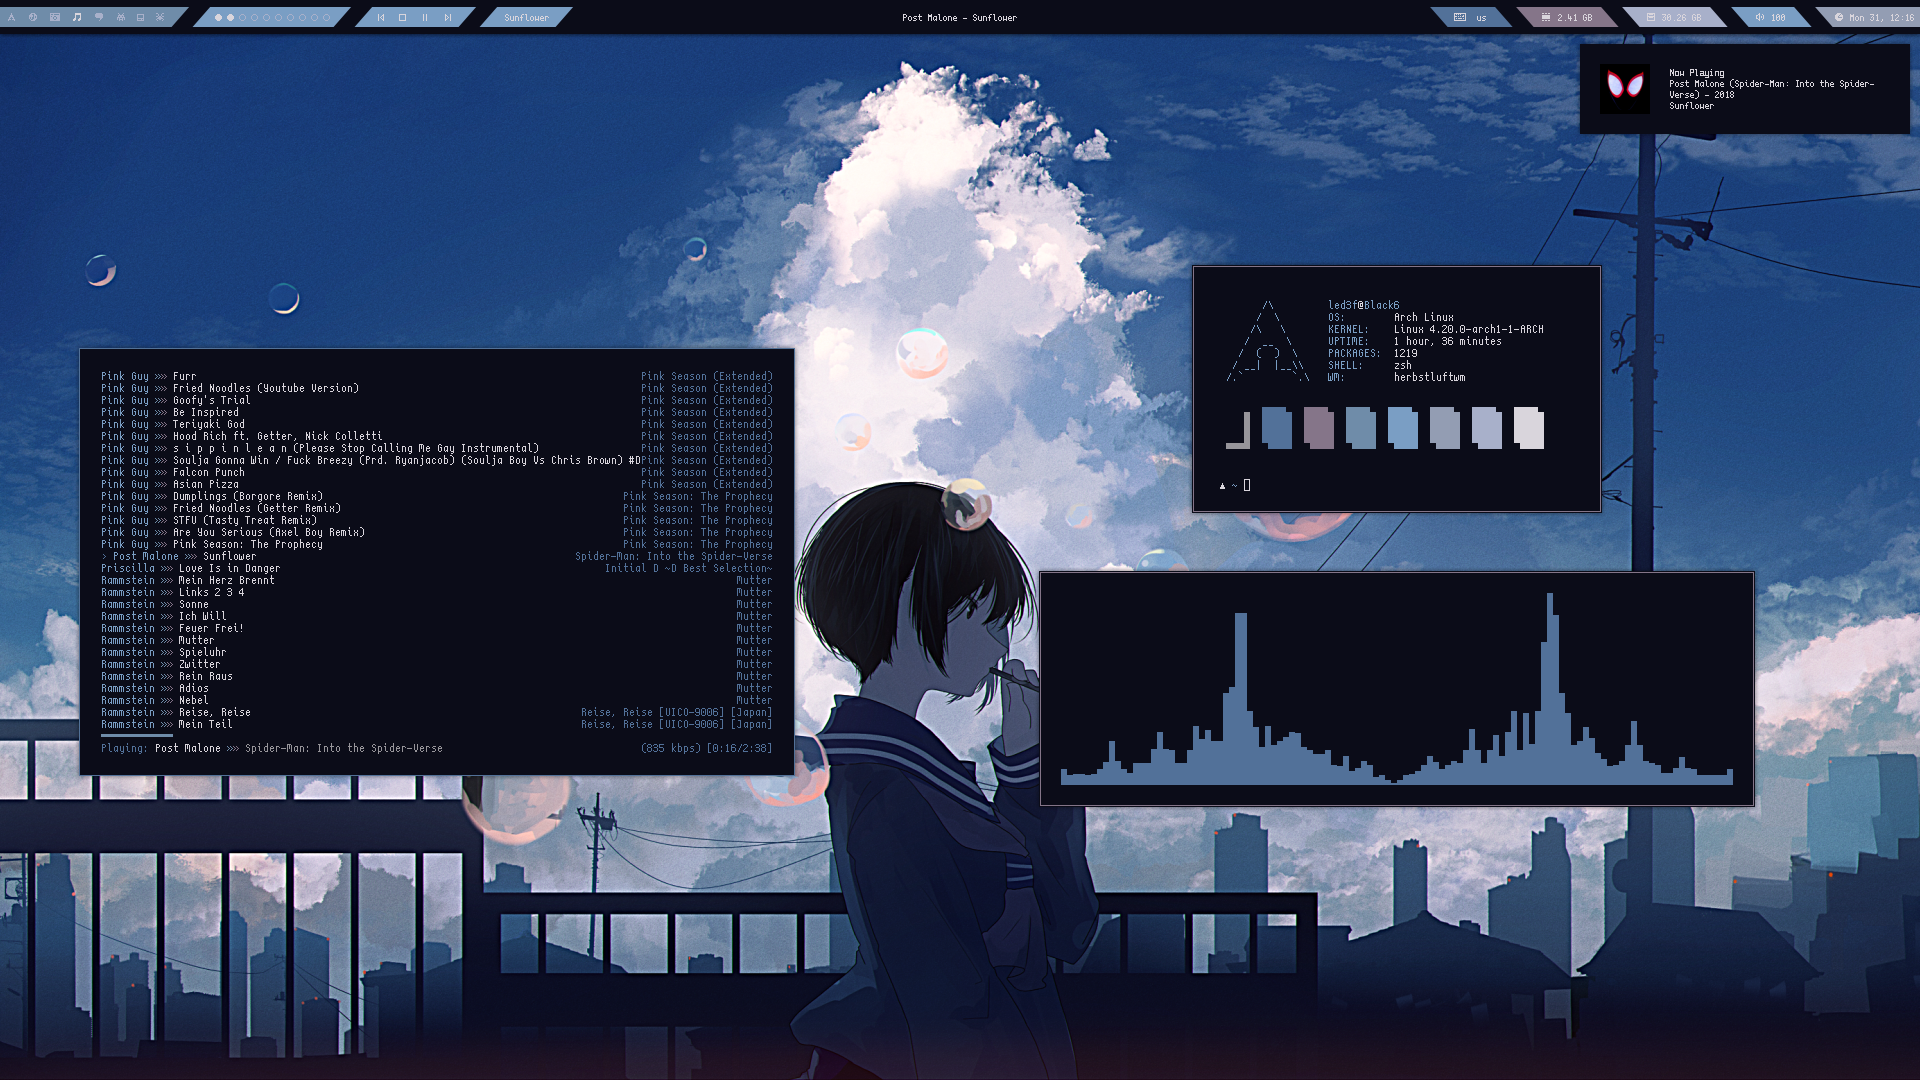 Sunflower
Post Malone - Sunflower
us
2.41 GB
30.26 GB
100
Mon 31, 12:16
Now Playing
Post Malone (Spider-Man: Into the Spider-
Verse) - 2018
Sunflower
led3f@Black6
OS: Arch Linux
KERNEL: Linux 4.20.0-arch1-1-ARCH
UPTIME: 1 hour, 36 minutes
PACKAGES: 1219
SHELL: zsh
WM: herbstluftwm
▲ ~
Pink Guy »» Furr Pink Season (Extended)
Pink Guy »» Fried Noodles (Youtube Version) Pink Season (Extended)
Pink Guy »» Goofy's Trial Pink Season (Extended)
Pink Guy »» Be Inspired Pink Season (Extended)
Pink Guy »» Teriyaki God Pink Season (Extended)
Pink Guy »» Hood Rich ft. Getter, Nick Colletti Pink Season (Extended)
Pink Guy »» s i p p i n l e a n (Please Stop Calling Me Gay Instrumental) Pink Season (Extended)
Pink Guy »» Soulja Gonna Win / Fuck Breezy (Prd. Ryanjacob) (Soulja Boy Vs Chris Brown) #DPink Season (Extended)
Pink Guy »» Falcon Punch Pink Season (Extended)
Pink Guy »» Asian Pizza Pink Season (Extended)
Pink Guy »» Dumplings (Borgore Remix) Pink Season: The Prophecy
Pink Guy »» Fried Noodles (Getter Remix) Pink Season: The Prophecy
Pink Guy »» STFU (Tasty Treat Remix) Pink Season: The Prophecy
Pink Guy »» Are You Serious (Axel Boy Remix) Pink Season: The Prophecy
Pink Guy »» Pink Season: The Prophecy Pink Season: The Prophecy
> Post Malone »» Sunflower Spider-Man: Into the Spider-Verse
Priscilla »» Love Is in Danger Initial D ~D Best Selection~
Rammstein »» Mein Herz Brennt Mutter
Rammstein »» Links 2 3 4 Mutter
Rammstein »» Sonne Mutter
Rammstein »» Ich Will Mutter
Rammstein »» Feuer Frei! Mutter
Rammstein »» Mutter Mutter
Rammstein »» Spieluhr Mutter
Rammstein »» Zwitter Mutter
Rammstein »» Rein Raus Mutter
Rammstein »» Adios Mutter
Rammstein »» Nebel Mutter
Rammstein »» Reise, Reise Reise, Reise [UICO-9006] [Japan]
Rammstein »» Mein Teil Reise, Reise [UICO-9006] [Japan]
Playing: Post Malone »» Spider-Man: Into the Spider-Verse (835 kbps) [0:16/2:38]